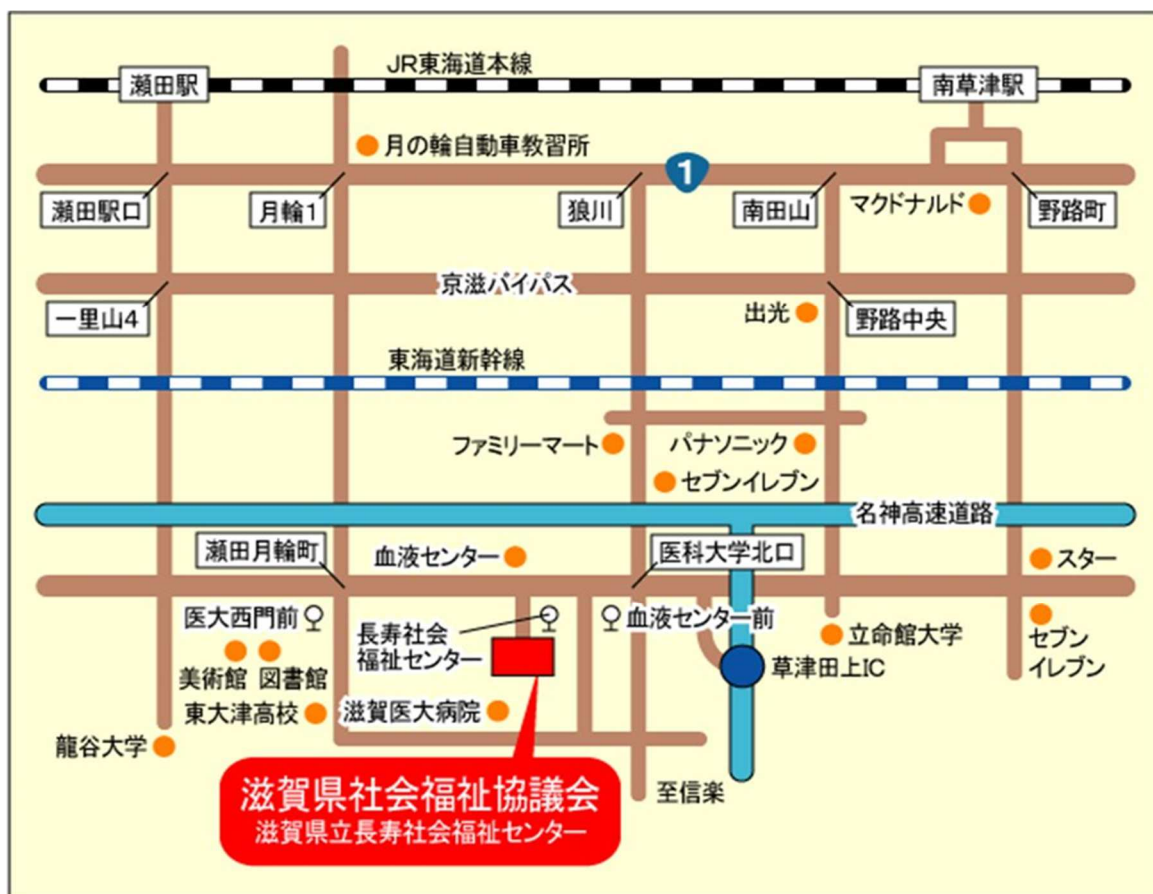 JR東海道本線
瀬田駅
南草津駅
月の輪自動車教習所
1
瀬田駅口
月輪1
狼川
南田山
マクドナルド
野路町
京滋バイパス
一里山4
出光
野路中央
東海道新幹線
ファミリーマート
パナソニック
セブンイレブン
名神高速道路
瀬田月輪町
血液センター
医科大学北口
スター
医大西門前
長寿社会
福祉センター
血液センター前
立命館大学
セブン
イレブン
美術館
図書館
草津田上IC
東大津高校
滋賀医大病院
龍谷大学
至信楽
滋賀県社会福祉協議会
滋賀県立長寿社会福祉センター